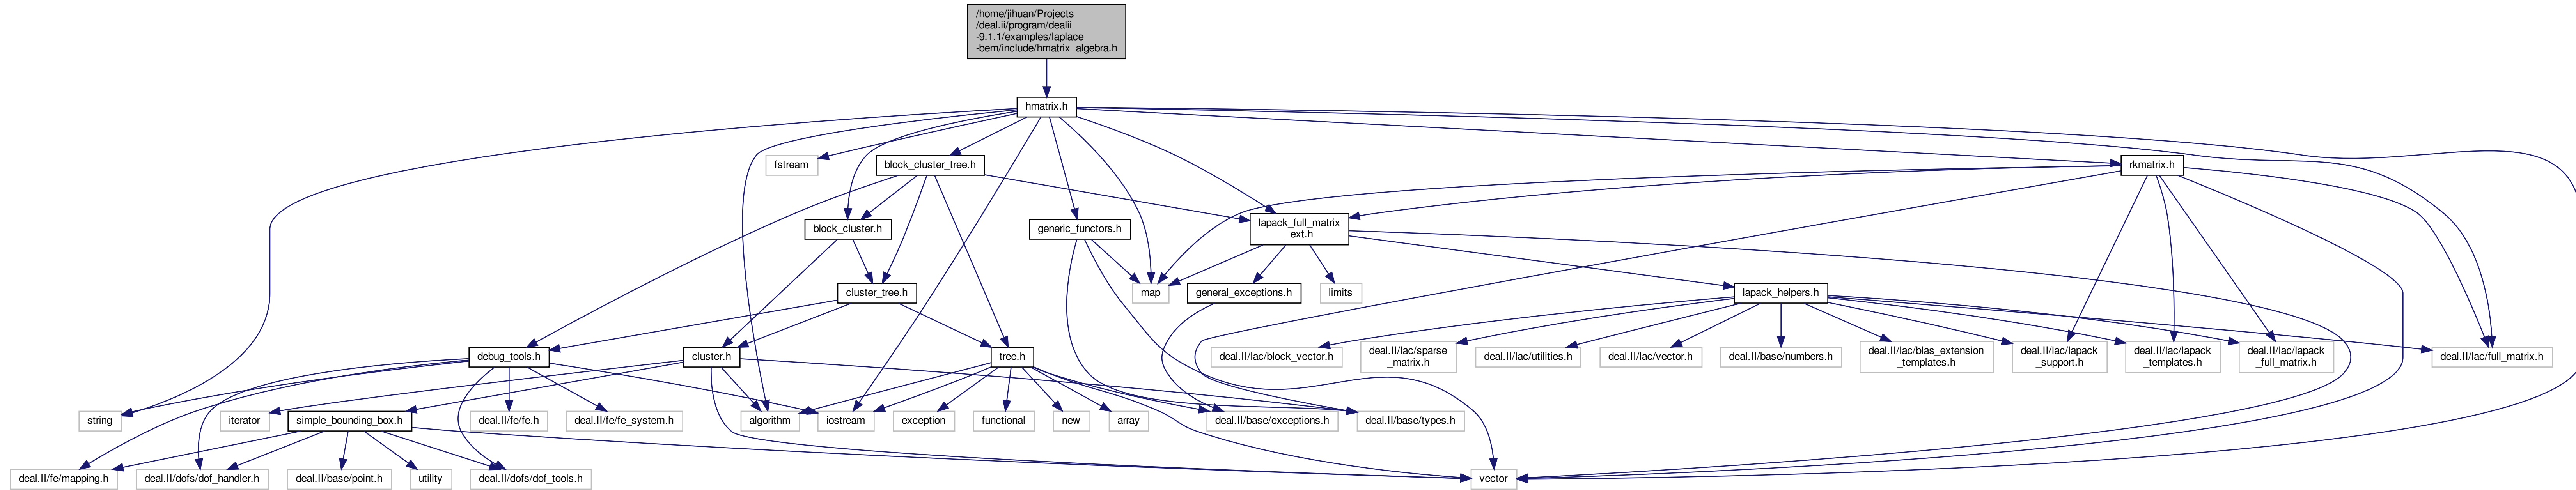 /home/jihuan/Projects
/deal.ii/program/dealii
-9.1.1/examples/laplace
-bem/include/hmatrix_algebra.h
hmatrix.h
fstream
block_cluster_tree.h
rkmatrix.h
block_cluster.h
generic_functors.h
lapack_full_matrix
_ext.h
cluster_tree.h
map
general_exceptions.h
limits
lapack_helpers.h
debug_tools.h
cluster.h
tree.h
deal.II/lac/block_vector.h
deal.II/lac/sparse
_matrix.h
deal.II/lac/utilities.h
deal.II/lac/vector.h
deal.II/base/numbers.h
deal.II/lac/blas_extension
_templates.h
deal.II/lac/lapack
_support.h
deal.II/lac/lapack
_templates.h
deal.II/lac/lapack
_full_matrix.h
deal.II/lac/full_matrix.h
string
iterator
simple_bounding_box.h
deal.II/fe/fe.h
deal.II/fe/fe_system.h
algorithm
iostream
exception
functional
new
array
deal.II/base/exceptions.h
deal.II/base/types.h
deal.II/fe/mapping.h
deal.II/dofs/dof_handler.h
deal.II/base/point.h
utility
deal.II/dofs/dof_tools.h
vector